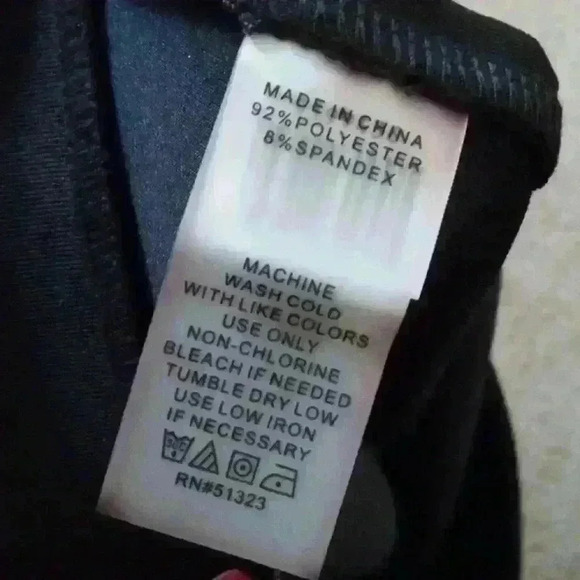 MADE IN CHINA
92%POLYESTER
8%SPANDEX
MACHINE
WASH COLD
WITH LIKE COLORS
USE ONLY
NON-CHLORINE
BLEACH IF NEEDED
TUMBLE DRY LOW
USE LOW IRON
IF NECESSARY
RN#51323